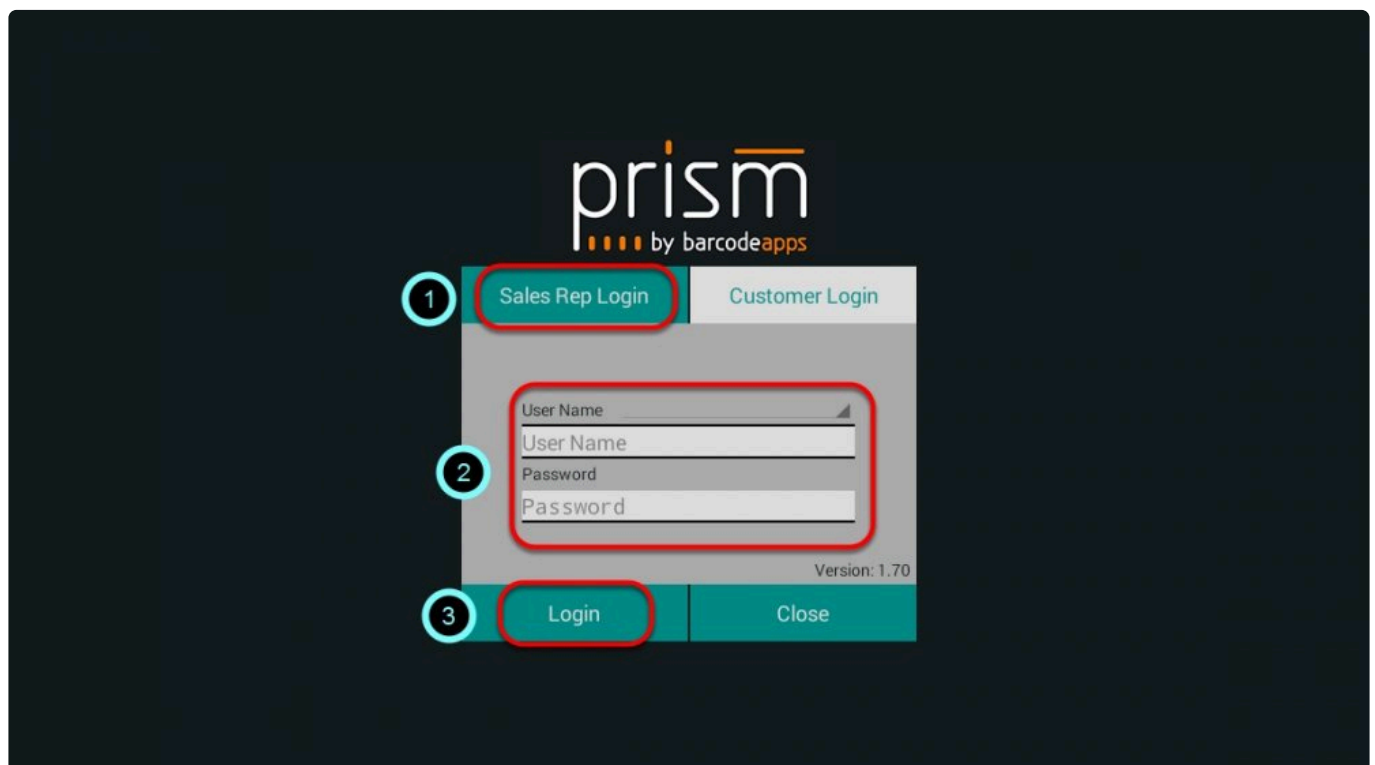 prism
by barcodeapps
1 Sales Rep Login Customer Login
User Name
User Name
2 Password
Password
Version: 1.70
3 Login Close